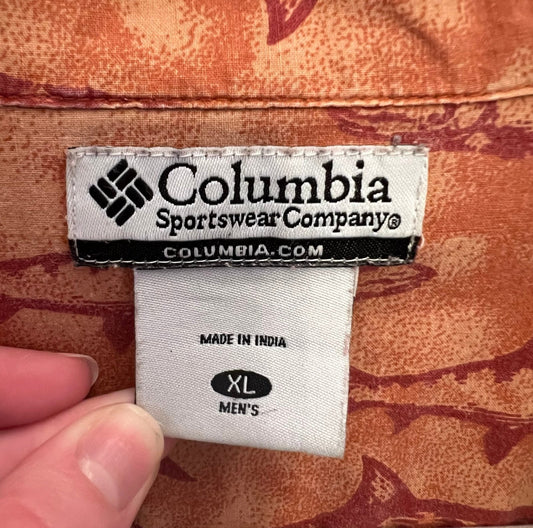 Columbia
Sportswear Company®
COLUMBIA.COM
MADE IN INDIA
XL
MEN'S